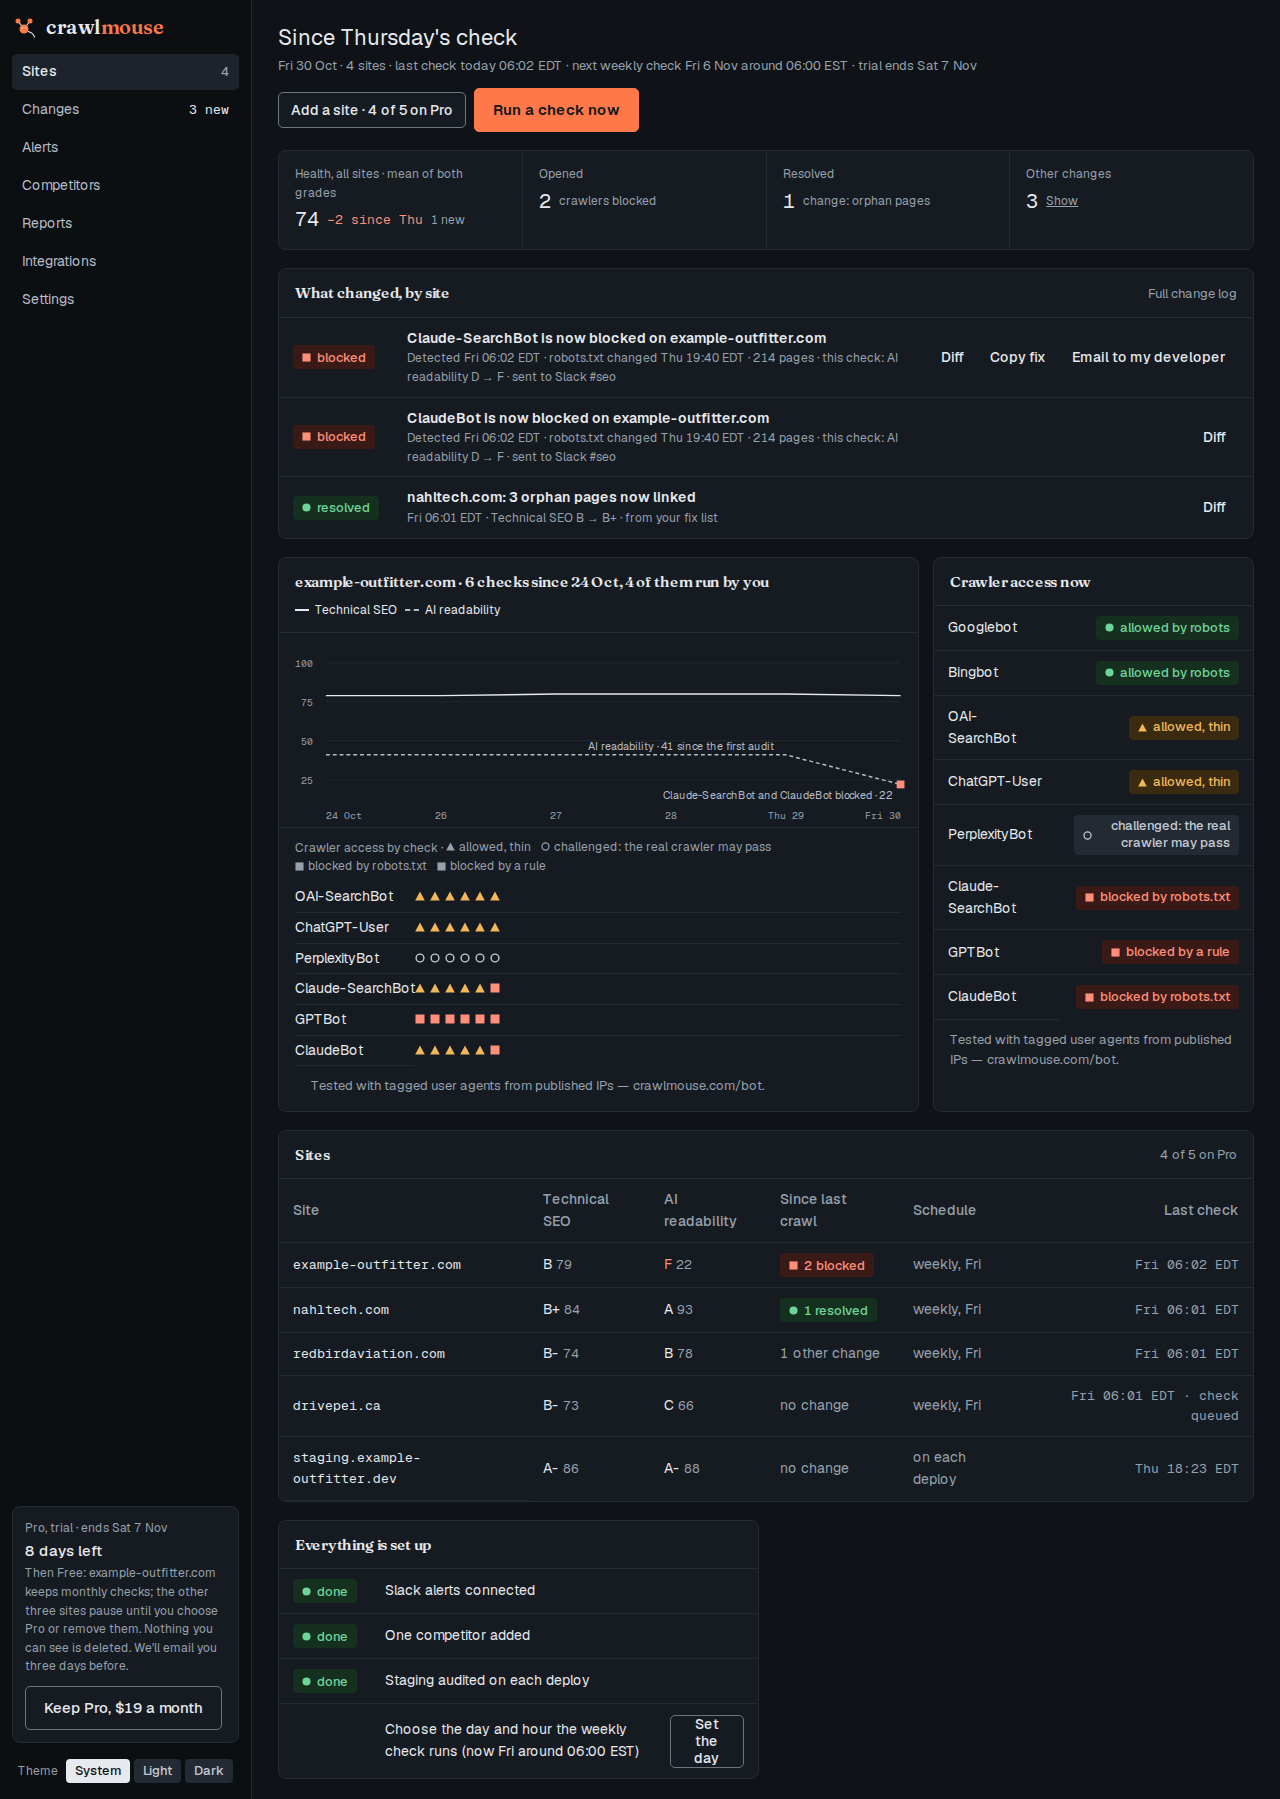 crawlmouse
Sites 4
Changes 3 new
Alerts
Competitors
Reports
Integrations
Settings
Pro, trial · ends Sat 7 Nov
8 days left
Then Free: example-outfitter.com
keeps monthly checks; the other
three sites pause until you choose
Pro or remove them. Nothing you
can see is deleted. We'll email you
three days before.
Keep Pro, $19 a month
Theme System Light Dark
Since Thursday's check
Fri 30 Oct · 4 sites · last check today 06:02 EDT · next weekly check Fri 6 Nov around 06:00 EST · trial ends Sat 7 Nov
Add a site · 4 of 5 on Pro
Run a check now
Health, all sites · mean of both
grades
74 −2 since Thu 1 new
Opened
2 crawlers blocked
Resolved
1 change: orphan pages
Other changes
3 Show
What changed, by site
Full change log
blocked
Claude-SearchBot is now blocked on example-outfitter.com
Detected Fri 06:02 EDT · robots.txt changed Thu 19:40 EDT · 214 pages · this check: AI
readability D → F · sent to Slack #seo
Diff Copy fix Email to my developer
blocked
ClaudeBot is now blocked on example-outfitter.com
Detected Fri 06:02 EDT · robots.txt changed Thu 19:40 EDT · 214 pages · this check: AI
readability D → F · sent to Slack #seo
Diff
resolved
nahltech.com: 3 orphan pages now linked
Fri 06:01 EDT · Technical SEO B → B+ · from your fix list
Diff
example-outfitter.com · 6 checks since 24 Oct, 4 of them run by you
Technical SEO AI readability
100
75
50
25
AI readability · 41 since the first audit
Claude-SearchBot and ClaudeBot blocked · 22
24 Oct 26 27 28 Thu 29 Fri 30
Crawler access by check · allowed, thin challenged: the real crawler may pass
blocked by robots.txt blocked by a rule
OAI-SearchBot
ChatGPT-User
PerplexityBot
Claude-SearchBot
GPTBot
ClaudeBot
Tested with tagged user agents from published IPs — crawlmouse.com/bot.
Crawler access now
Googlebot allowed by robots
Bingbot allowed by robots
OAI-
SearchBot
allowed, thin
ChatGPT-User allowed, thin
PerplexityBot
challenged: the real
crawler may pass
Claude-
SearchBot
blocked by robots.txt
GPTBot blocked by a rule
ClaudeBot blocked by robots.txt
Tested with tagged user agents from published
IPs — crawlmouse.com/bot.
Sites
4 of 5 on Pro
Site
Technical
SEO
AI
readability
Since last
crawl
Schedule
Last check
example-outfitter.com B 79 F 22 2 blocked weekly, Fri Fri 06:02 EDT
nahltech.com B+ 84 A 93 1 resolved weekly, Fri Fri 06:01 EDT
redbirdaviation.com B- 74 B 78 1 other change weekly, Fri Fri 06:01 EDT
drivepei.ca B- 73 C 66 no change weekly, Fri
Fri 06:01 EDT · check
queued
staging.example-
outfitter.dev
A- 86 A- 88 no change
on each
deploy
Thu 18:23 EDT
Everything is set up
done Slack alerts connected
done One competitor added
done Staging audited on each deploy
Choose the day and hour the weekly
check runs (now Fri around 06:00 EST)
Set
the
day